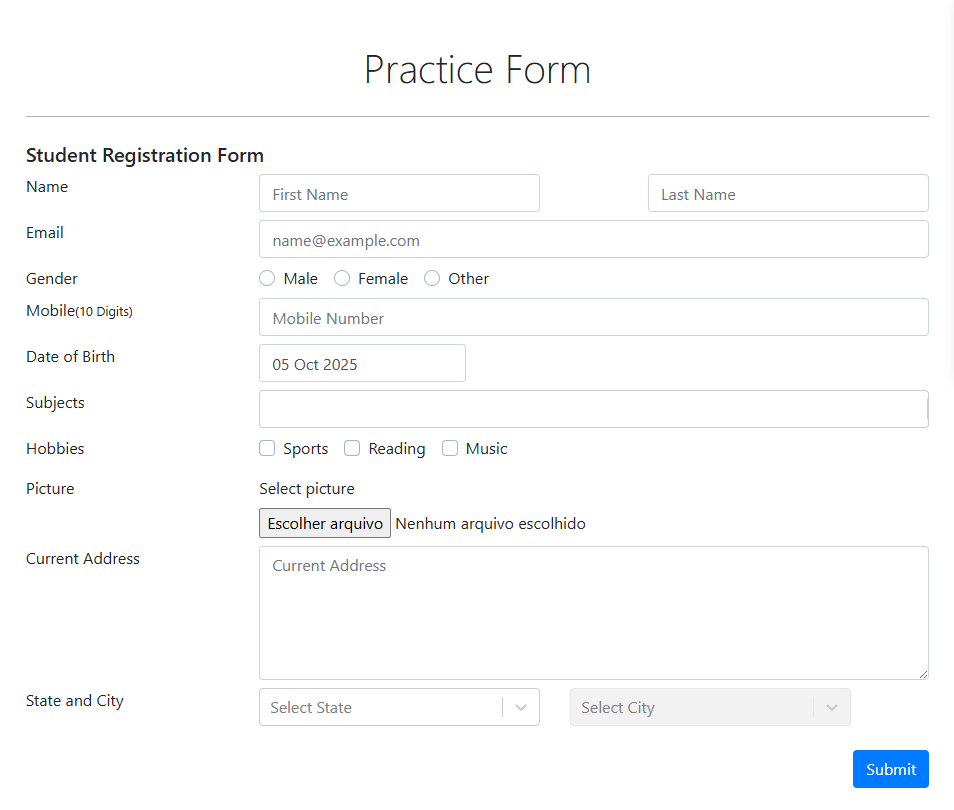 Practice Form
Student Registration Form
Name First Name Last Name
Email name@example.com
Gender Male Female Other
Mobile(10 Digits) Mobile Number
Date of Birth 05 Oct 2025
Subjects
Hobbies Sports Reading Music
Picture Select picture
Escolher arquivo Nenhum arquivo escolhido
Current Address Current Address
State and City Select State Select City
Submit